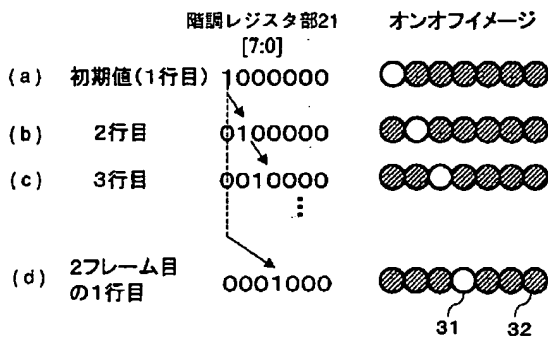 階調レジスタ部21 オンオフイメージ
[7:0]
(a) 初期値(1行目) 1000000
(b) 2行目 0100000
(c) 3行目 0010000
⋮
(d) 2フレーム目の1行目 0001000
31 32